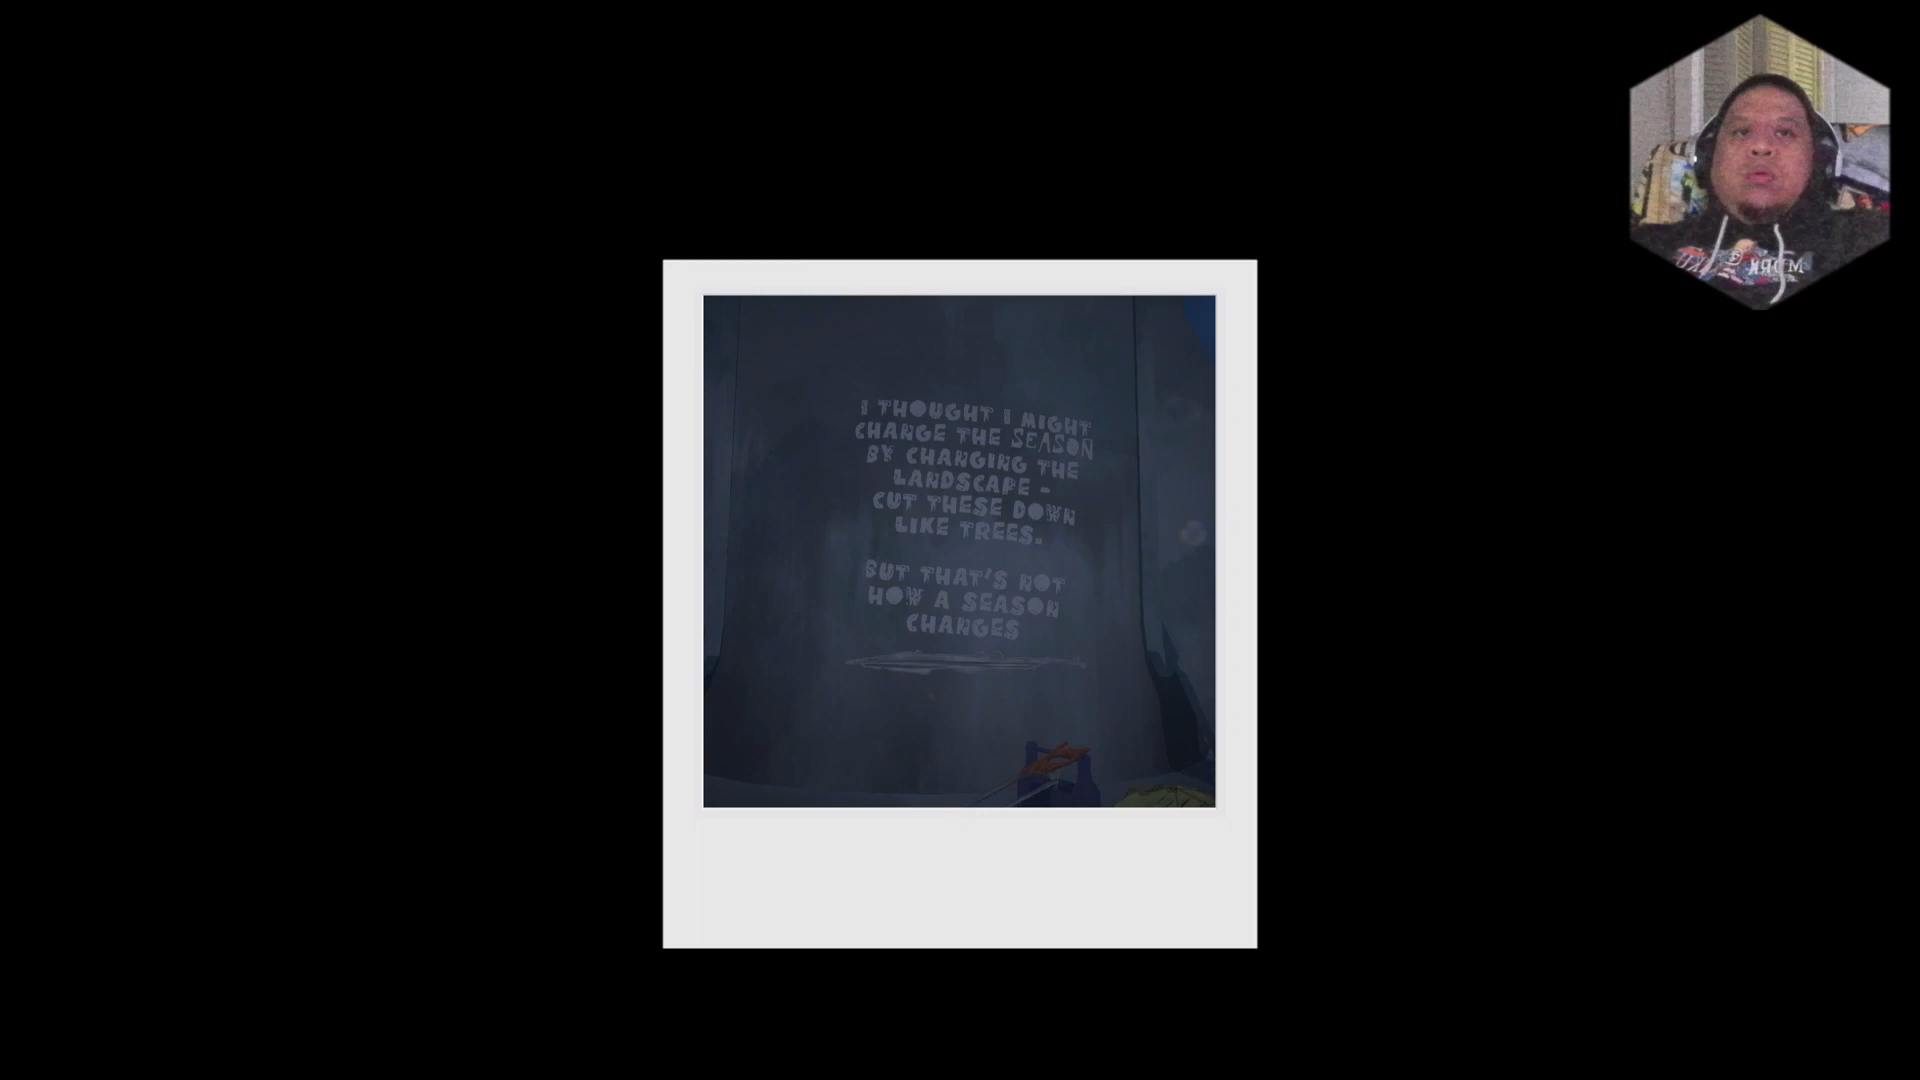 I THOUGHT I MIGHT
CHANGE THE SEASON
BY CHANGING THE
LANDSCAPE -
CUT THESE DOWN
LIKE TREES.
BUT THAT'S NOT
HOW A SEASON
CHANGES